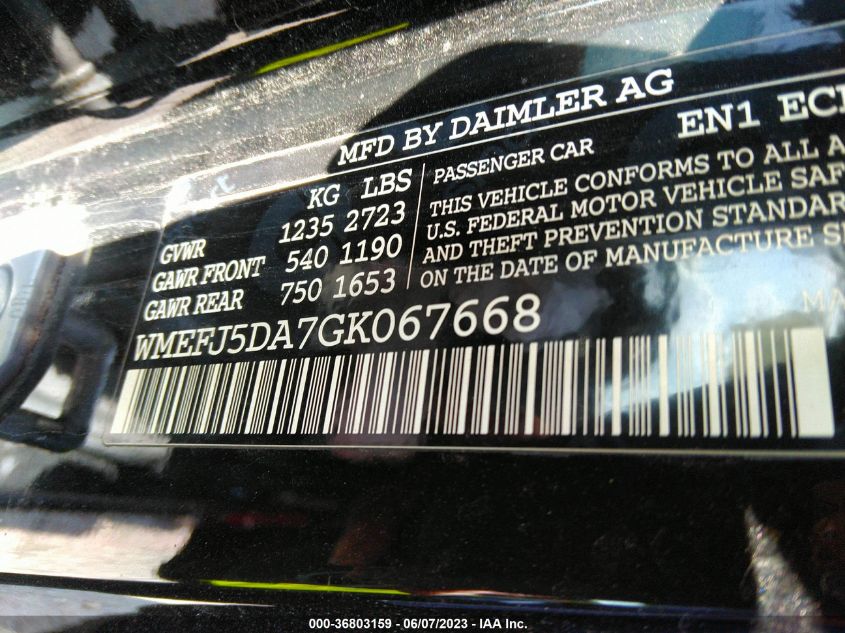 MFD BY DAIMLER AG
EN1
KG LBS
GVWR 1235 2723
GAWR FRONT 540 1190
GAWR REAR 750 1653
PASSENGER CAR
THIS VEHICLE CONFORMS TO ALL A
U.S. FEDERAL MOTOR VEHICLE SAF
AND THEFT PREVENTION STANDAR
ON THE DATE OF MANUFACTURE
WMEFJ5DA7GK067668
000-36803159 - 06/07/2023 - IAA Inc.